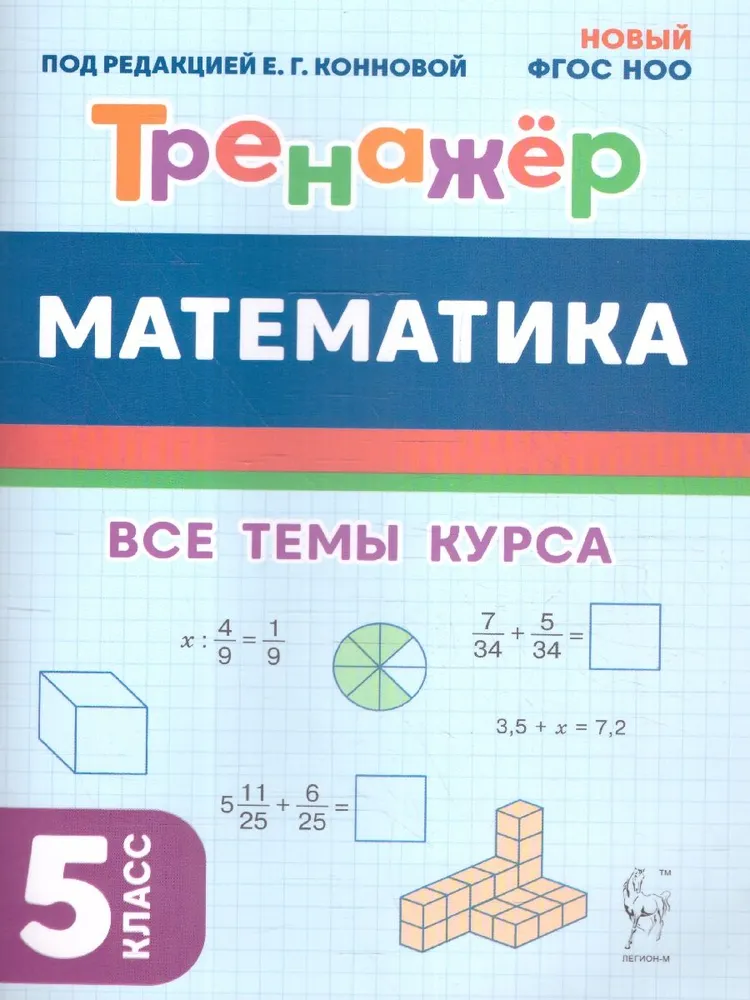 НОВЫЙ
ПОД РЕДАКЦИЕЙ Е. Г. КОННОВОЙ ФГОС НОО
Тренажёр
МАТЕМАТИКА
ВСЕ ТЕМЫ КУРСА
x : 4/9 = 1/9
7/34 + 5/34 =
3,5 + x = 7,2
5 11/25 + 6/25 =
5 КЛАСС
TM
ЛЕГИОН-М